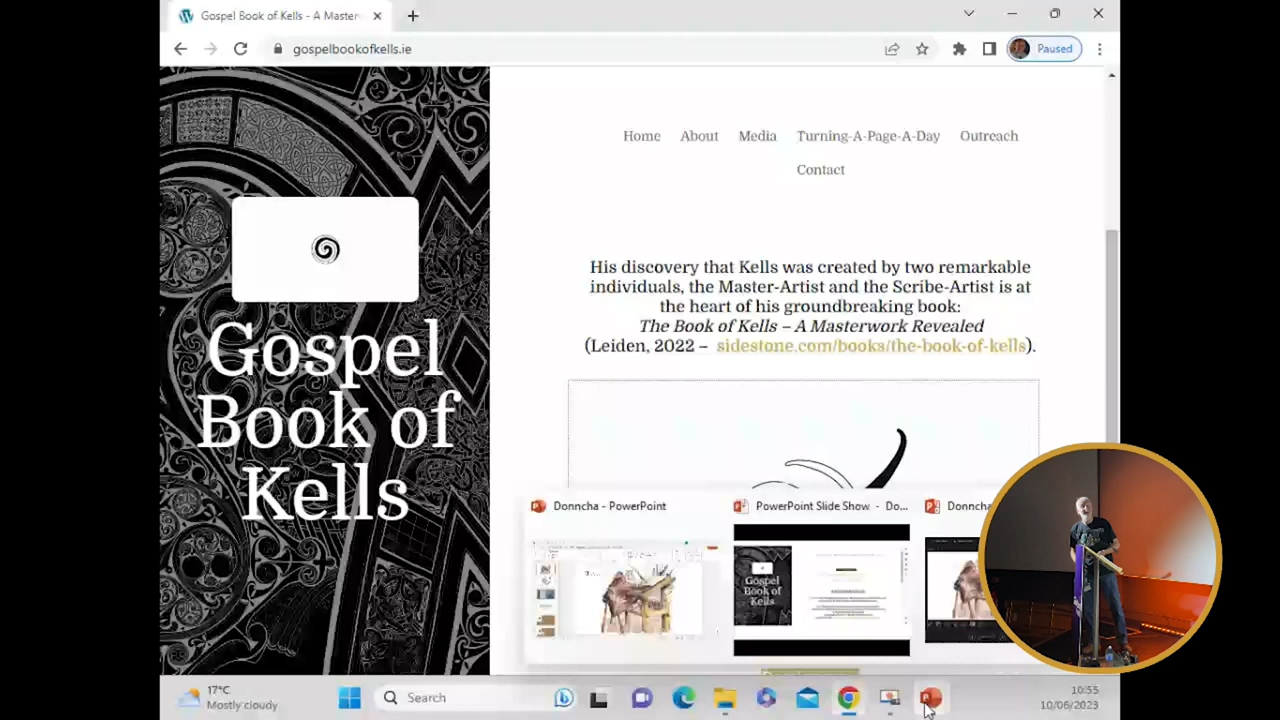 Gospel Book of Kells - A Master
gospelbookofkells.ie
Paused
Home About Media Turning-A-Page-A-Day Outreach
Contact
His discovery that Kells was created by two remarkable
individuals, the Master-Artist and the Scribe-Artist is at
the heart of his groundbreaking book:
The Book of Kells – A Masterwork Revealed
(Leiden, 2022 – sidestone.com/books/the-book-of-kells).
Gospel
Book of
Kells
Donncha - PowerPoint
PowerPoint Slide Show - Do...
Donncha
Gospel
Book of
Kells
17°C
Mostly cloudy
Search
10:55
10/06/2023